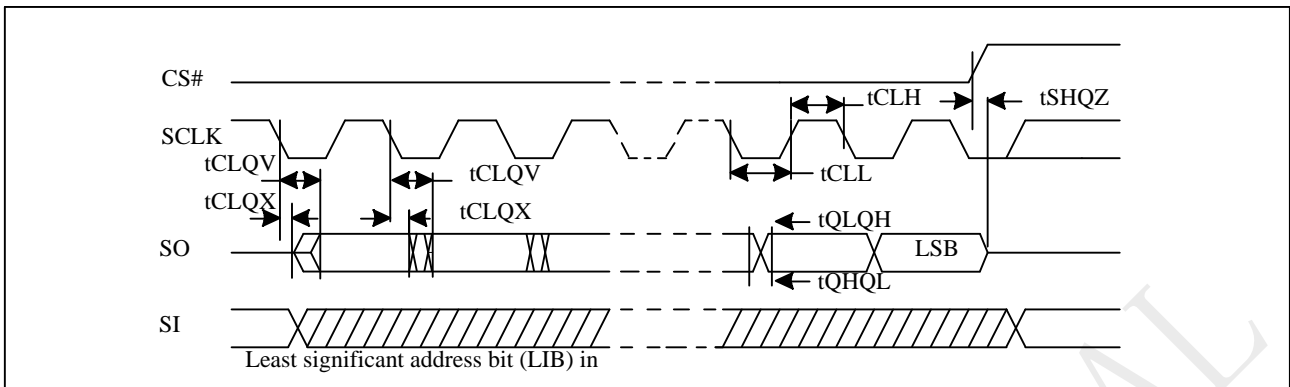 CS#
tCLH
tSHQZ
SCLK
tCLQV
tCLQV
tCLL
tCLQX
tCLQX
tQLQH
SO
LSB
tQHQL
SI
Least significant address bit (LIB) in
AL